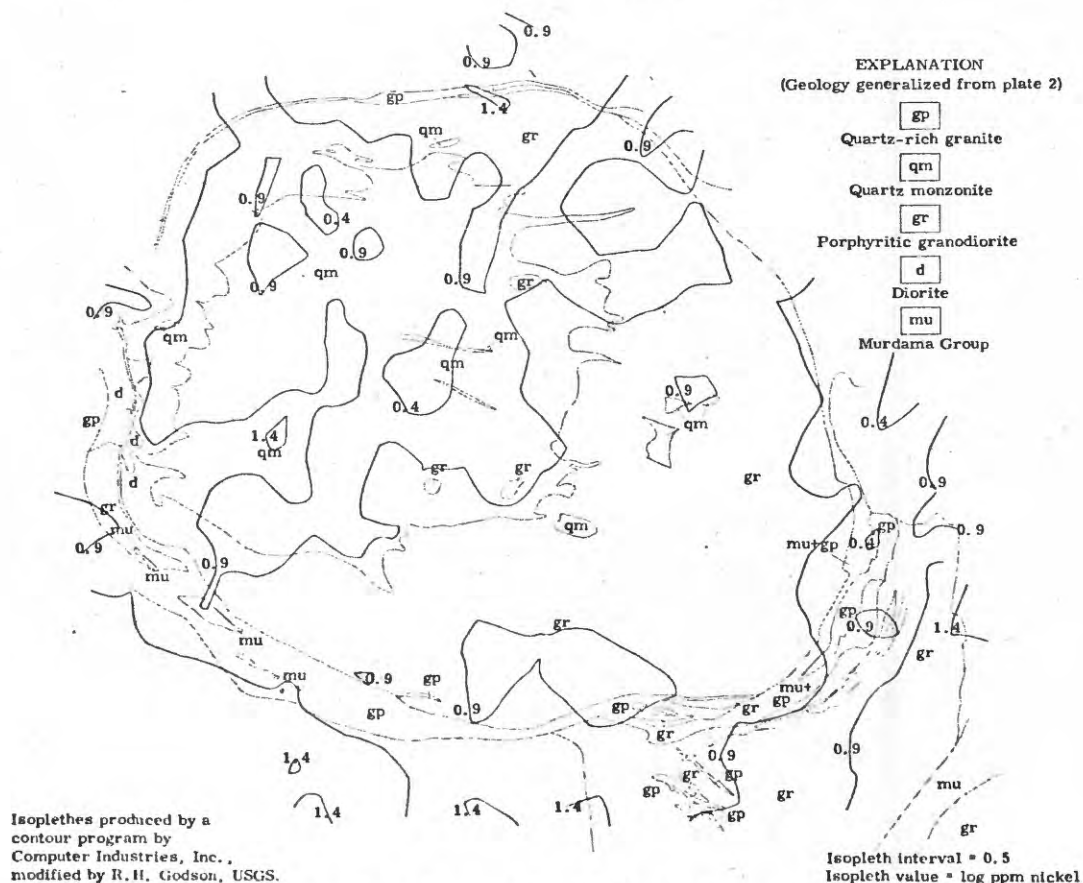 0.9
0.9
EXPLANATION
(Geology generalized from plate 2)
gp
Quartz-rich granite
qm
Quartz monzonite
gr
Porphyritic granodiorite
d
Diorite
mu
Murdama Group
gp
1.4
qm
gr
0.9
0.9
0.4
0.9
0.9
qm
0.9
gr
0.9
qm
qm
qm
d
0.4
0.9
qm
0.4
gp
d
1.4
qm
gr
gr
gr
d
0.9
gr
mu
qm
0.9
gp
0.9
0.4
mu+gp
0.9
mu
gp
0.9
1.4
gr
mu
gr
mu
0.9
gp
mu+
gp
gp
0.9
gp
gr
gr
0.9
0.9
1.4
gr
gp
gp
gr
mu
1.4
1.4
1.4
gp
gr
Isoplethes produced by a
contour program by
Computer Industries, Inc.,
modified by R.H. Godson, USGS.
Isopleth interval = 0.5
Isopleth value = log ppm nickel